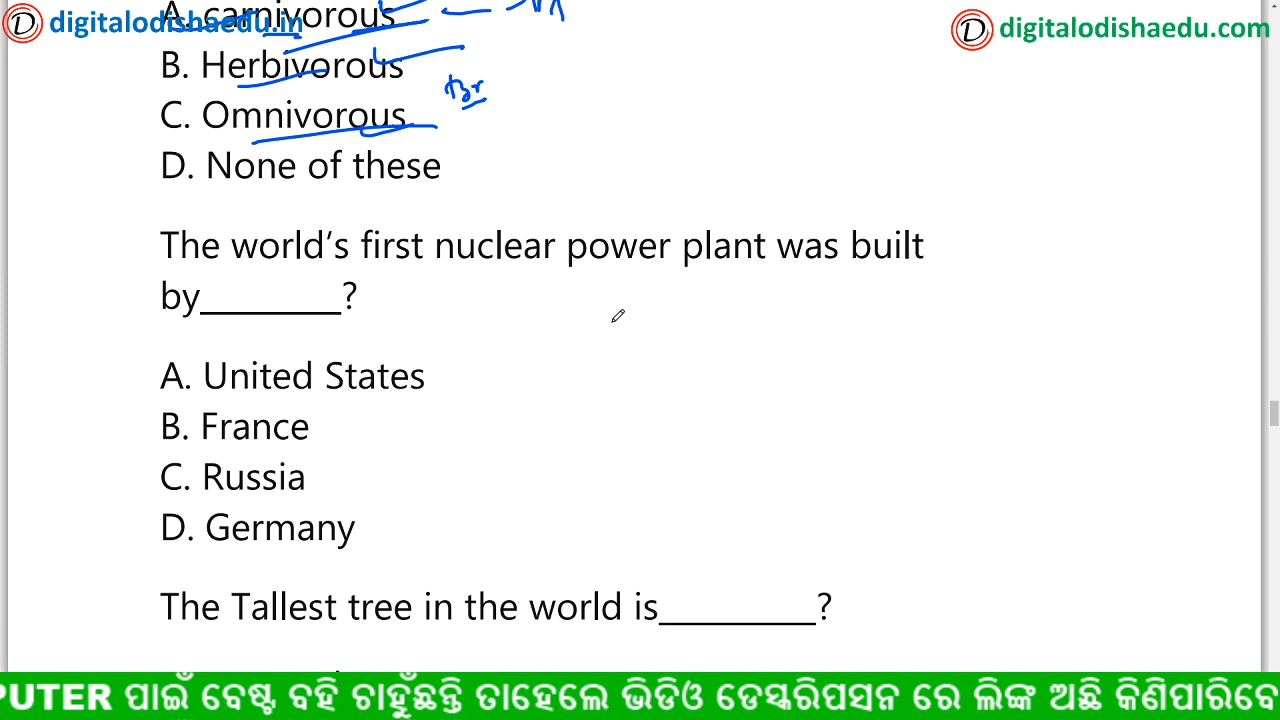 A. carnivorous
digitalodishaedu.in
digitalodishaedu.com
B. Herbivorous
C. Omnivorous
D. None of these
The world’s first nuclear power plant was built
by________?
A. United States
B. France
C. Russia
D. Germany
The Tallest tree in the world is________?
PUTER ପାଇଁ ବେଷ୍ଟ ବହି ଚାହୁଁଛନ୍ତି ତାହେଲେ ଭିଡିଓ ଡେସ୍କରିପସନ ରେ ଲିଙ୍କ ଅଛି କିଣିପାରିବେ